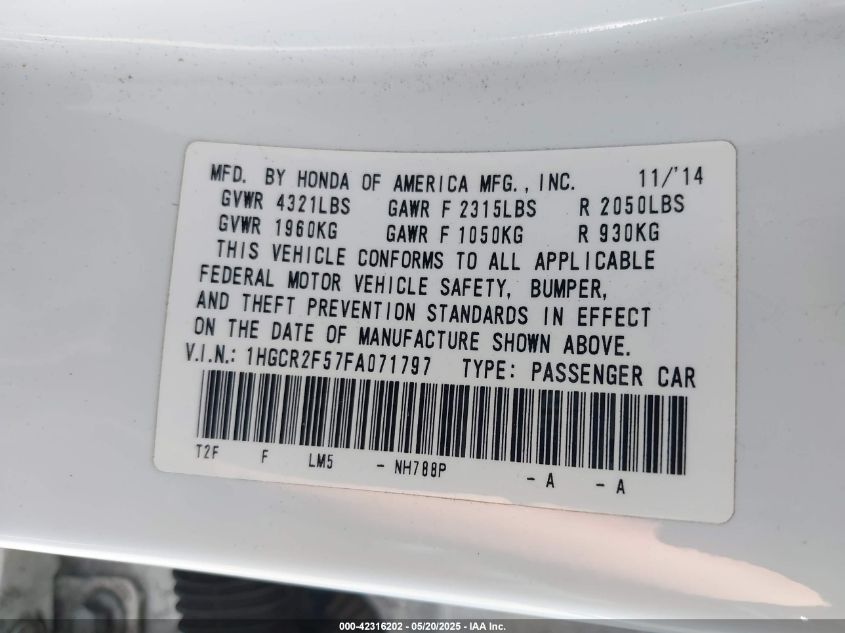 MFD. BY HONDA OF AMERICA MFG., INC. 11/'14
GVWR 4321LBS GAWR F 2315LBS R 2050LBS
GVWR 1960KG GAWR F 1050KG R 930KG
THIS VEHICLE CONFORMS TO ALL APPLICABLE
FEDERAL MOTOR VEHICLE SAFETY, BUMPER,
AND THEFT PREVENTION STANDARDS IN EFFECT
ON THE DATE OF MANUFACTURE SHOWN ABOVE.
V.I.N.: 1HGCR2F57FA071797 TYPE: PASSENGER CAR
T2F F LM5 - NH788P - A - A
000-42316202 - 05/20/2025 - IAA Inc.